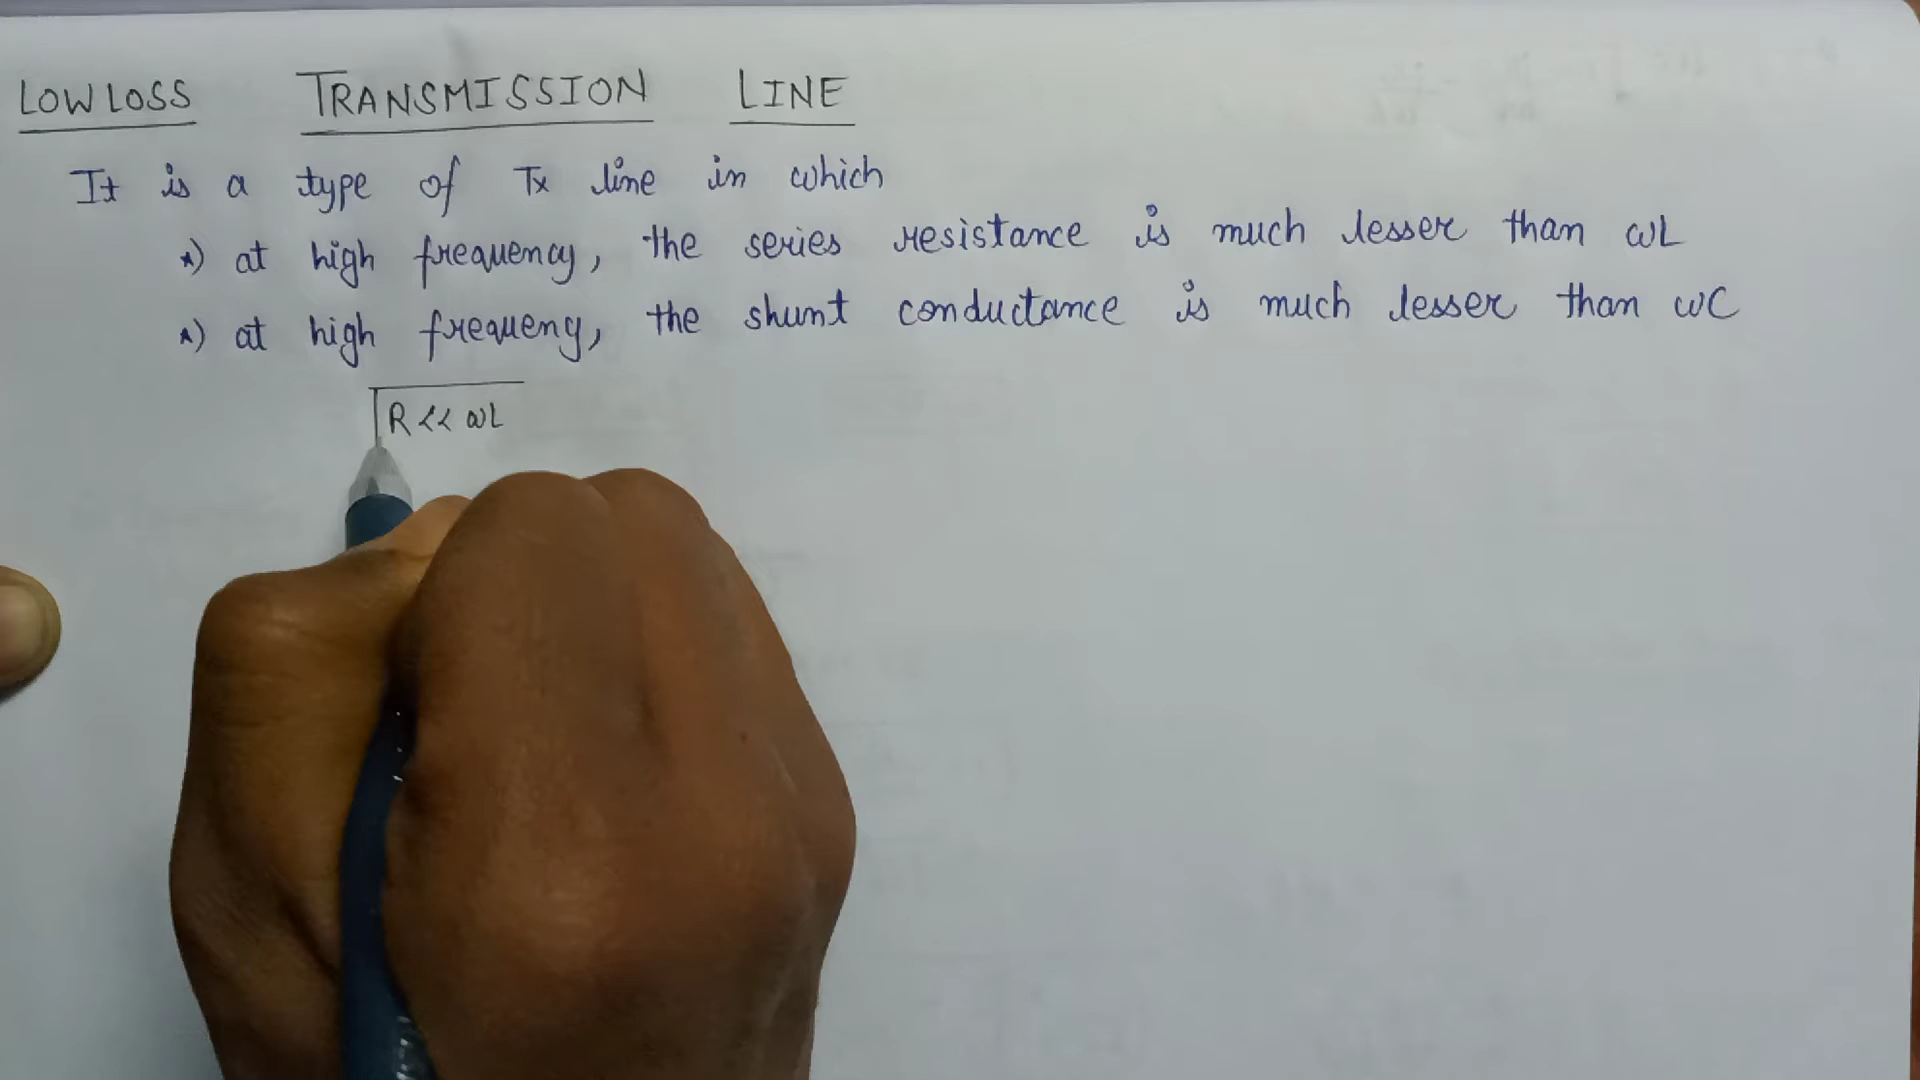 LOW LOSS TRANSMISSION LINE
It is a type of Tx line in which
*) at high frequency, the series resistance is much lesser than ωL
*) at high frequeny, the shunt conductance is much lesser than ωC
R << ωL